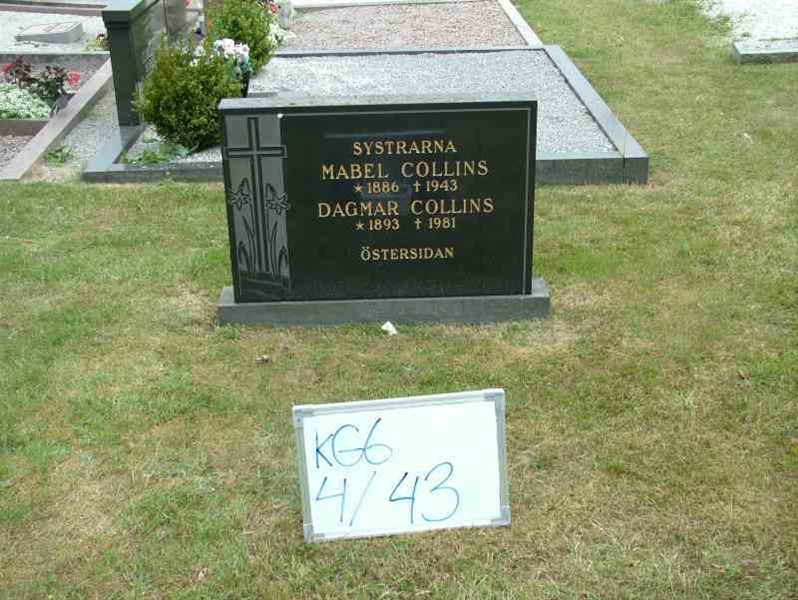 SYSTRARNA
MABEL COLLINS
★1886 †1943
DAGMAR COLLINS
★1893 †1981
ÖSTERSIDAN
KG6
4/43